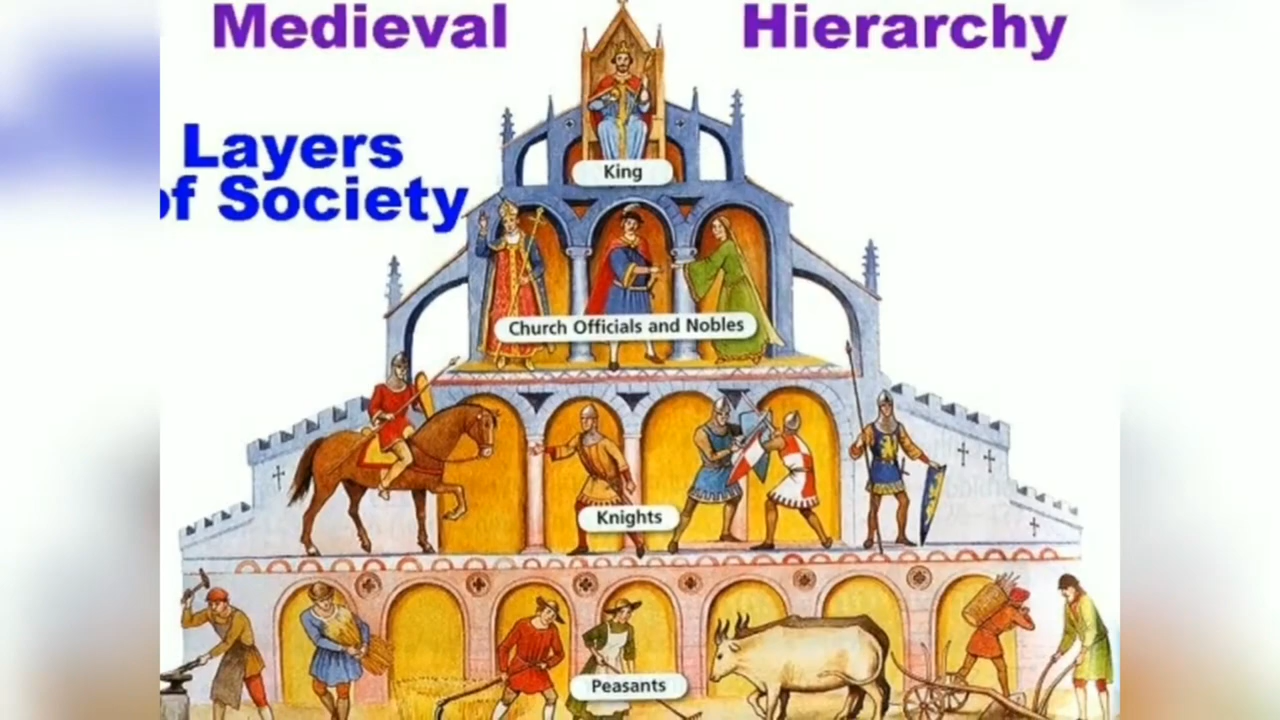 Medieval Hierarchy
Layers
of Society
King
Church Officials and Nobles
Knights
Peasants